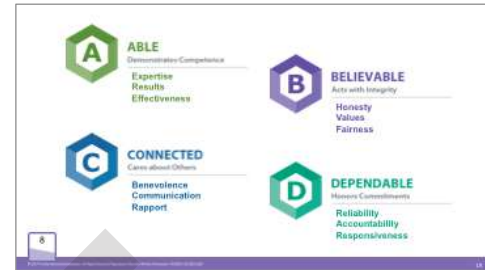 A
ABLE
Demonstrates Competence
Expertise
Results
Effectiveness
B
BELIEVABLE
Acts with Integrity
Honesty
Values
Fairness
C
CONNECTED
Cares about Others
Benevolence
Communication
Rapport
D
DEPENDABLE
Honors Commitments
Reliability
Accountability
Responsiveness
8